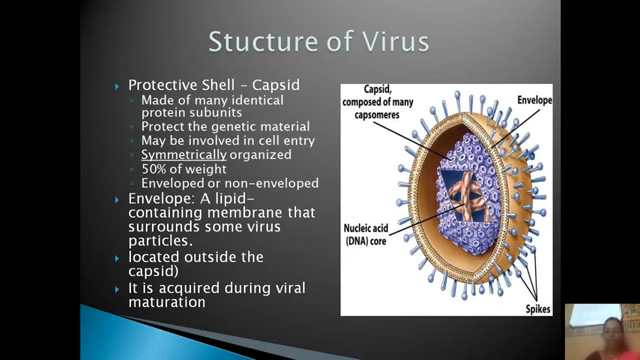 Stucture of Virus
Protective Shell – Capsid
Made of many identical
protein subunits
Protect the genetic material
May be involved in cell entry
Symmetrically organized
50% of weight
Enveloped or non-enveloped
Envelope: A lipid-
containing membrane that
surrounds some virus
particles.
located outside the
capsid)
It is acquired during viral
maturation
Capsid,
composed of many
capsomeres
Envelope
Nucleic acid
(DNA) core
Spikes